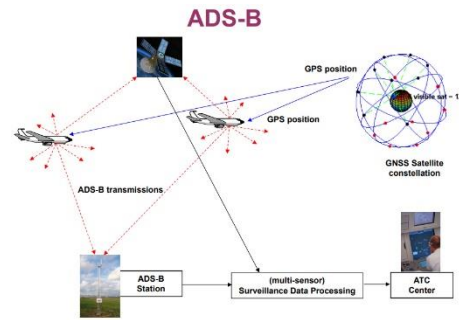 ADS-B
GPS position
GPS position
visible sat = 1
GNSS Satellite
constellation
ADS-B transmissions
ADS-B
Station
(multi-sensor)
Surveillance Data Processing
ATC
Center